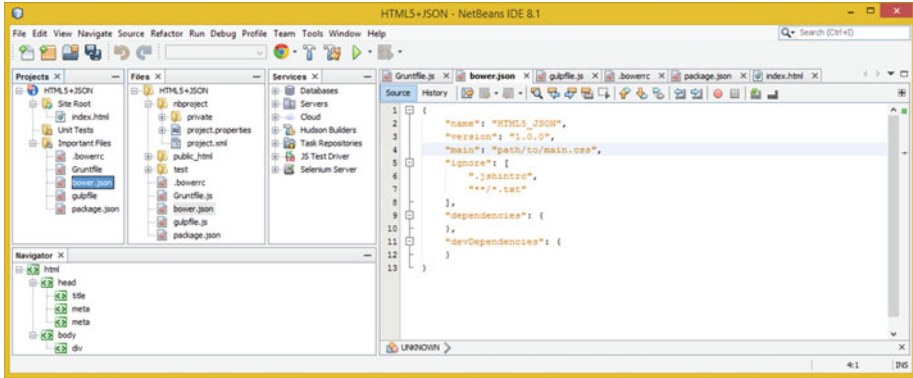 HTML5+JSON - NetBeans IDE 8.1
File Edit View Navigate Source Refactor Run Debug Profile Team Tools Window Help
Search (Ctrl+I)
Projects
HTML5+JSON
Site Root
index.html
Unit Tests
Important Files
.bowerrc
Gruntfile
bower.json
gulpfile
package.json
Files
HTML5+JSON
nbproject
private
project.properties
project.xml
public_html
test
.bowerrc
Gruntfile.js
bower.json
gulpfile.js
package.json
Services
Databases
Servers
Cloud
Hudson Builders
Task Repositories
JS Test Driver
Selenium Server
Navigator
html
head
title
meta
meta
body
div
Gruntfile.js bower.json gulpfile.js .bowerrc package.json index.html
Source History
1 {
2 "name": "HTML5_JSON",
3 "version": "1.0.0",
4 "main": "path/to/main.css",
5 "ignore": [
6 ".jshintrc",
7 "**/*.txt"
8 ],
9 "dependencies": {
10 },
11 "devDependencies": {
12 }
13 }
UNKNOWN
4:1 INS